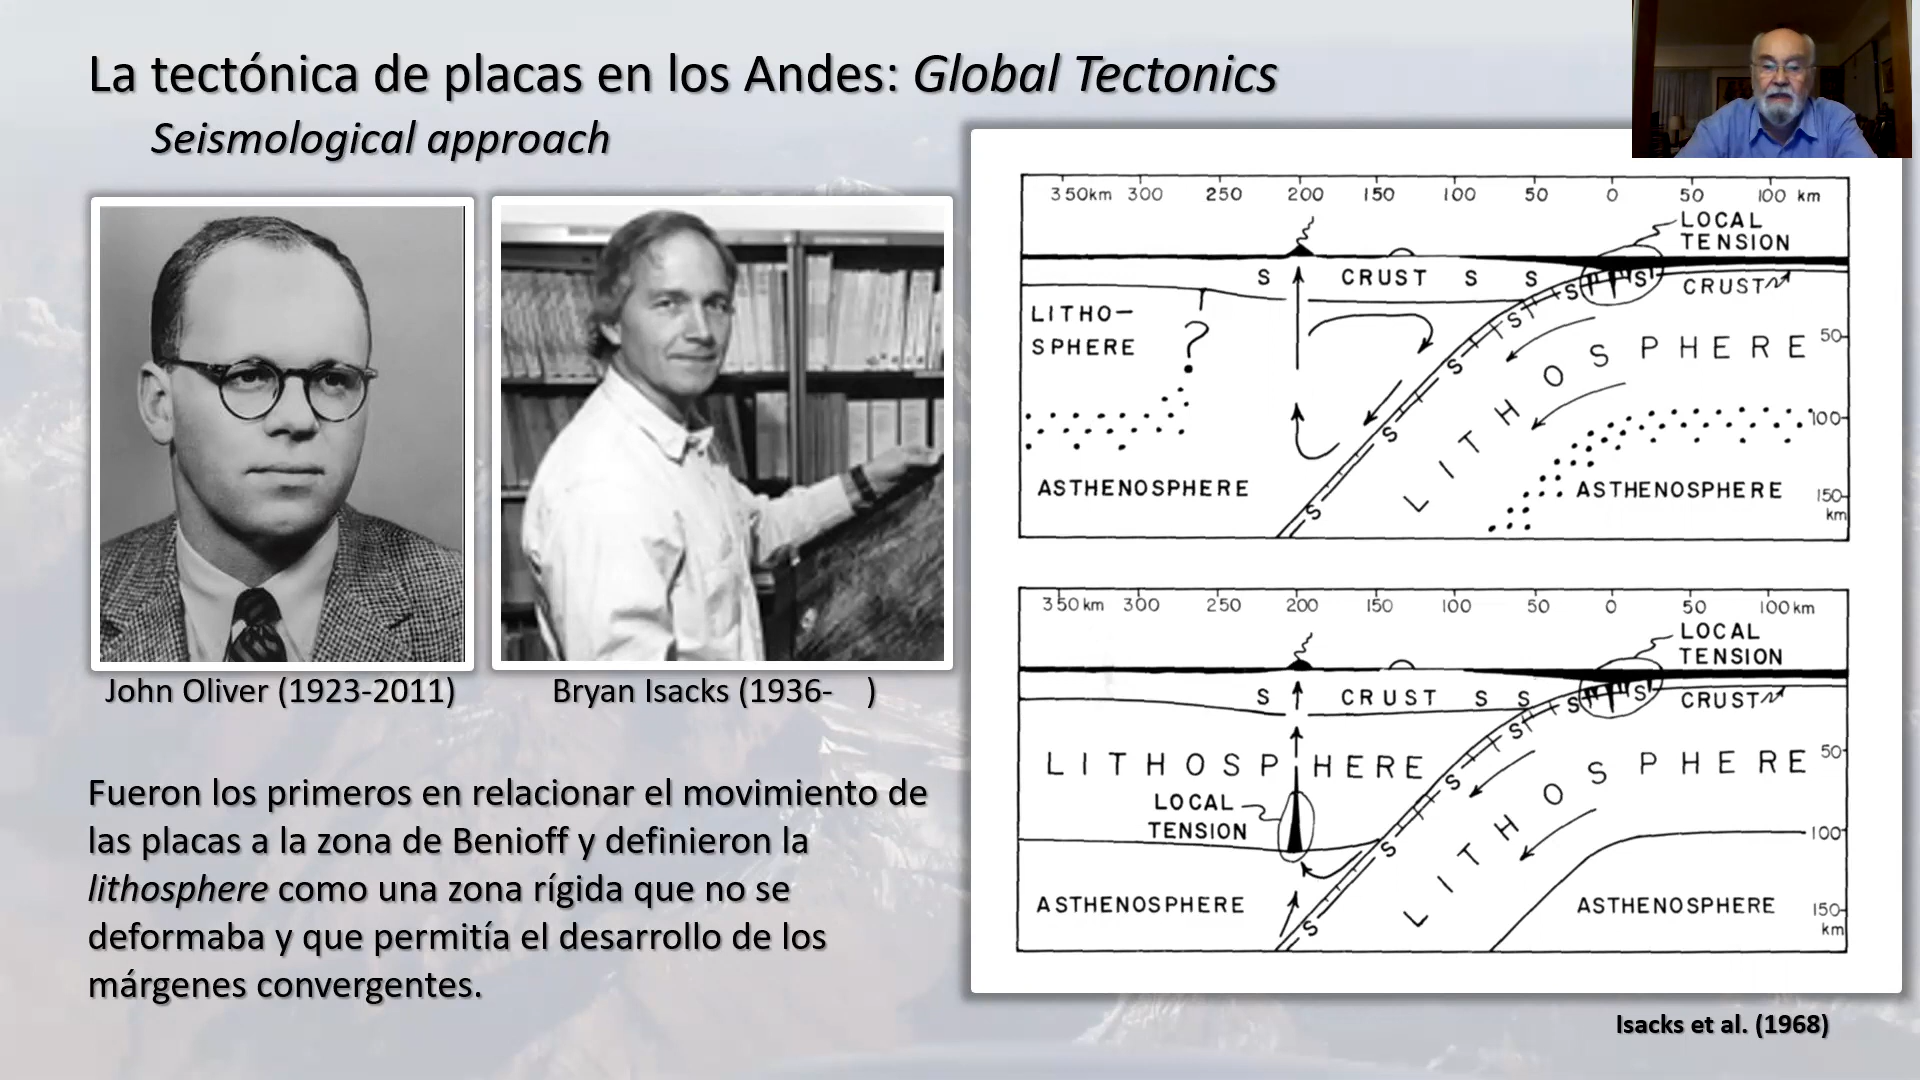 La tectónica de placas en los Andes: Global Tectonics
Seismological approach
John Oliver (1923-2011)
Bryan Isacks (1936- )
Fueron los primeros en relacionar el movimiento de
las placas a la zona de Benioff y definieron la
lithosphere como una zona rígida que no se
deformaba y que permitía el desarrollo de los
márgenes convergentes.
350km 300 250 200 150 100 50 0 50 100 km
LOCAL
TENSION
S CRUST S S S S
CRUST
LITHO-
SPHERE
?
S
S
S
S
LITHOSPHERE
50
100
150
km
ASTHENOSPHERE
ASTHENOSPHERE
350km 300 250 200 150 100 50 0 50 100km
LOCAL
TENSION
S CRUST S S S S
CRUST
LITHOSPHERE
S
S
S
S
LITHOSPHERE
LOCAL
TENSION
50
100
150
km
ASTHENOSPHERE
ASTHENOSPHERE
Isacks et al. (1968)